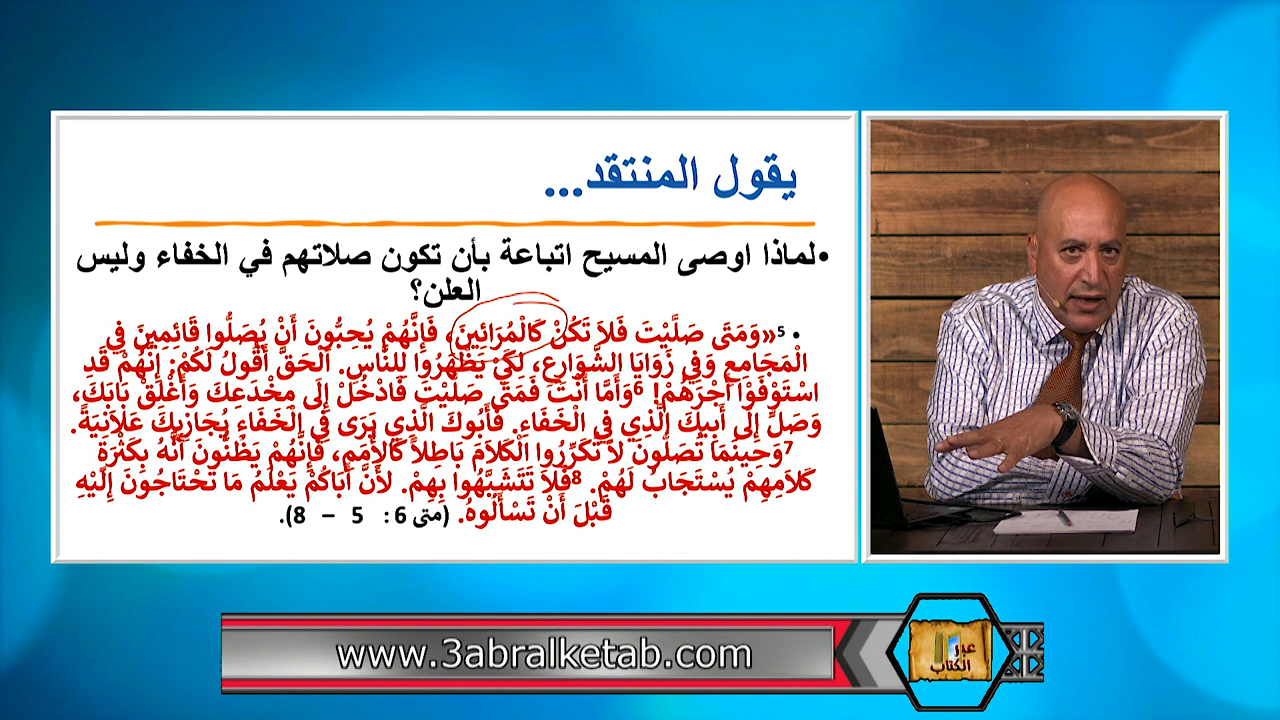 يقول المنتقد...
•لماذا اوصى المسيح اتباعة بأن تكون صلاتهم في الخفاء وليس
العلن؟
• 5«وَمَتَى صَلَّيْتَ فَلاَ تَكُنْ كَالْمُرَائِينَ، فَإِنَّهُمْ يُحِبُّونَ أَنْ يُصَلُّوا قَائِمِينَ فِي
الْمَجَامِعِ وَفِي زَوَايَا الشَّوَارِعِ، لِكَيْ يَظْهَرُوا لِلنَّاسِ. اَلْحَقَّ أَقُولُ لَكُمْ: إِنَّهُمْ قَدِ
اسْتَوْفَوْا أَجْرَهُمْ! 6وَأَمَّا أَنْتَ فَمَتَى صَلَّيْتَ فَادْخُلْ إِلَى مِخْدَعِكَ وَأَغْلِقْ بَابَكَ،
وَصَلِّ إِلَى أَبِيكَ الَّذِي فِي الْخَفَاءِ. فَأَبُوكَ الَّذِي يَرَى فِي الْخَفَاءِ يُجَازِيكَ عَلاَنِيَةً.
7وَحِينَمَا تُصَلُّونَ لاَ تُكَرِّرُوا الْكَلاَمَ بَاطِلاً كَالأُمَمِ، فَإِنَّهُمْ يَظُنُّونَ أَنَّهُ بِكَثْرَةِ
كَلاَمِهِمْ يُسْتَجَابُ لَهُمْ. 8فَلاَ تَتَشَبَّهُوا بِهِمْ. لأَنَّ أَبَاكُمْ يَعْلَمُ مَا تَحْتَاجُونَ إِلَيْهِ
قَبْلَ أَنْ تَسْأَلُوهُ. (متى 6: 5 – 8).
www.3abralketab.com
عبر
الكتاب